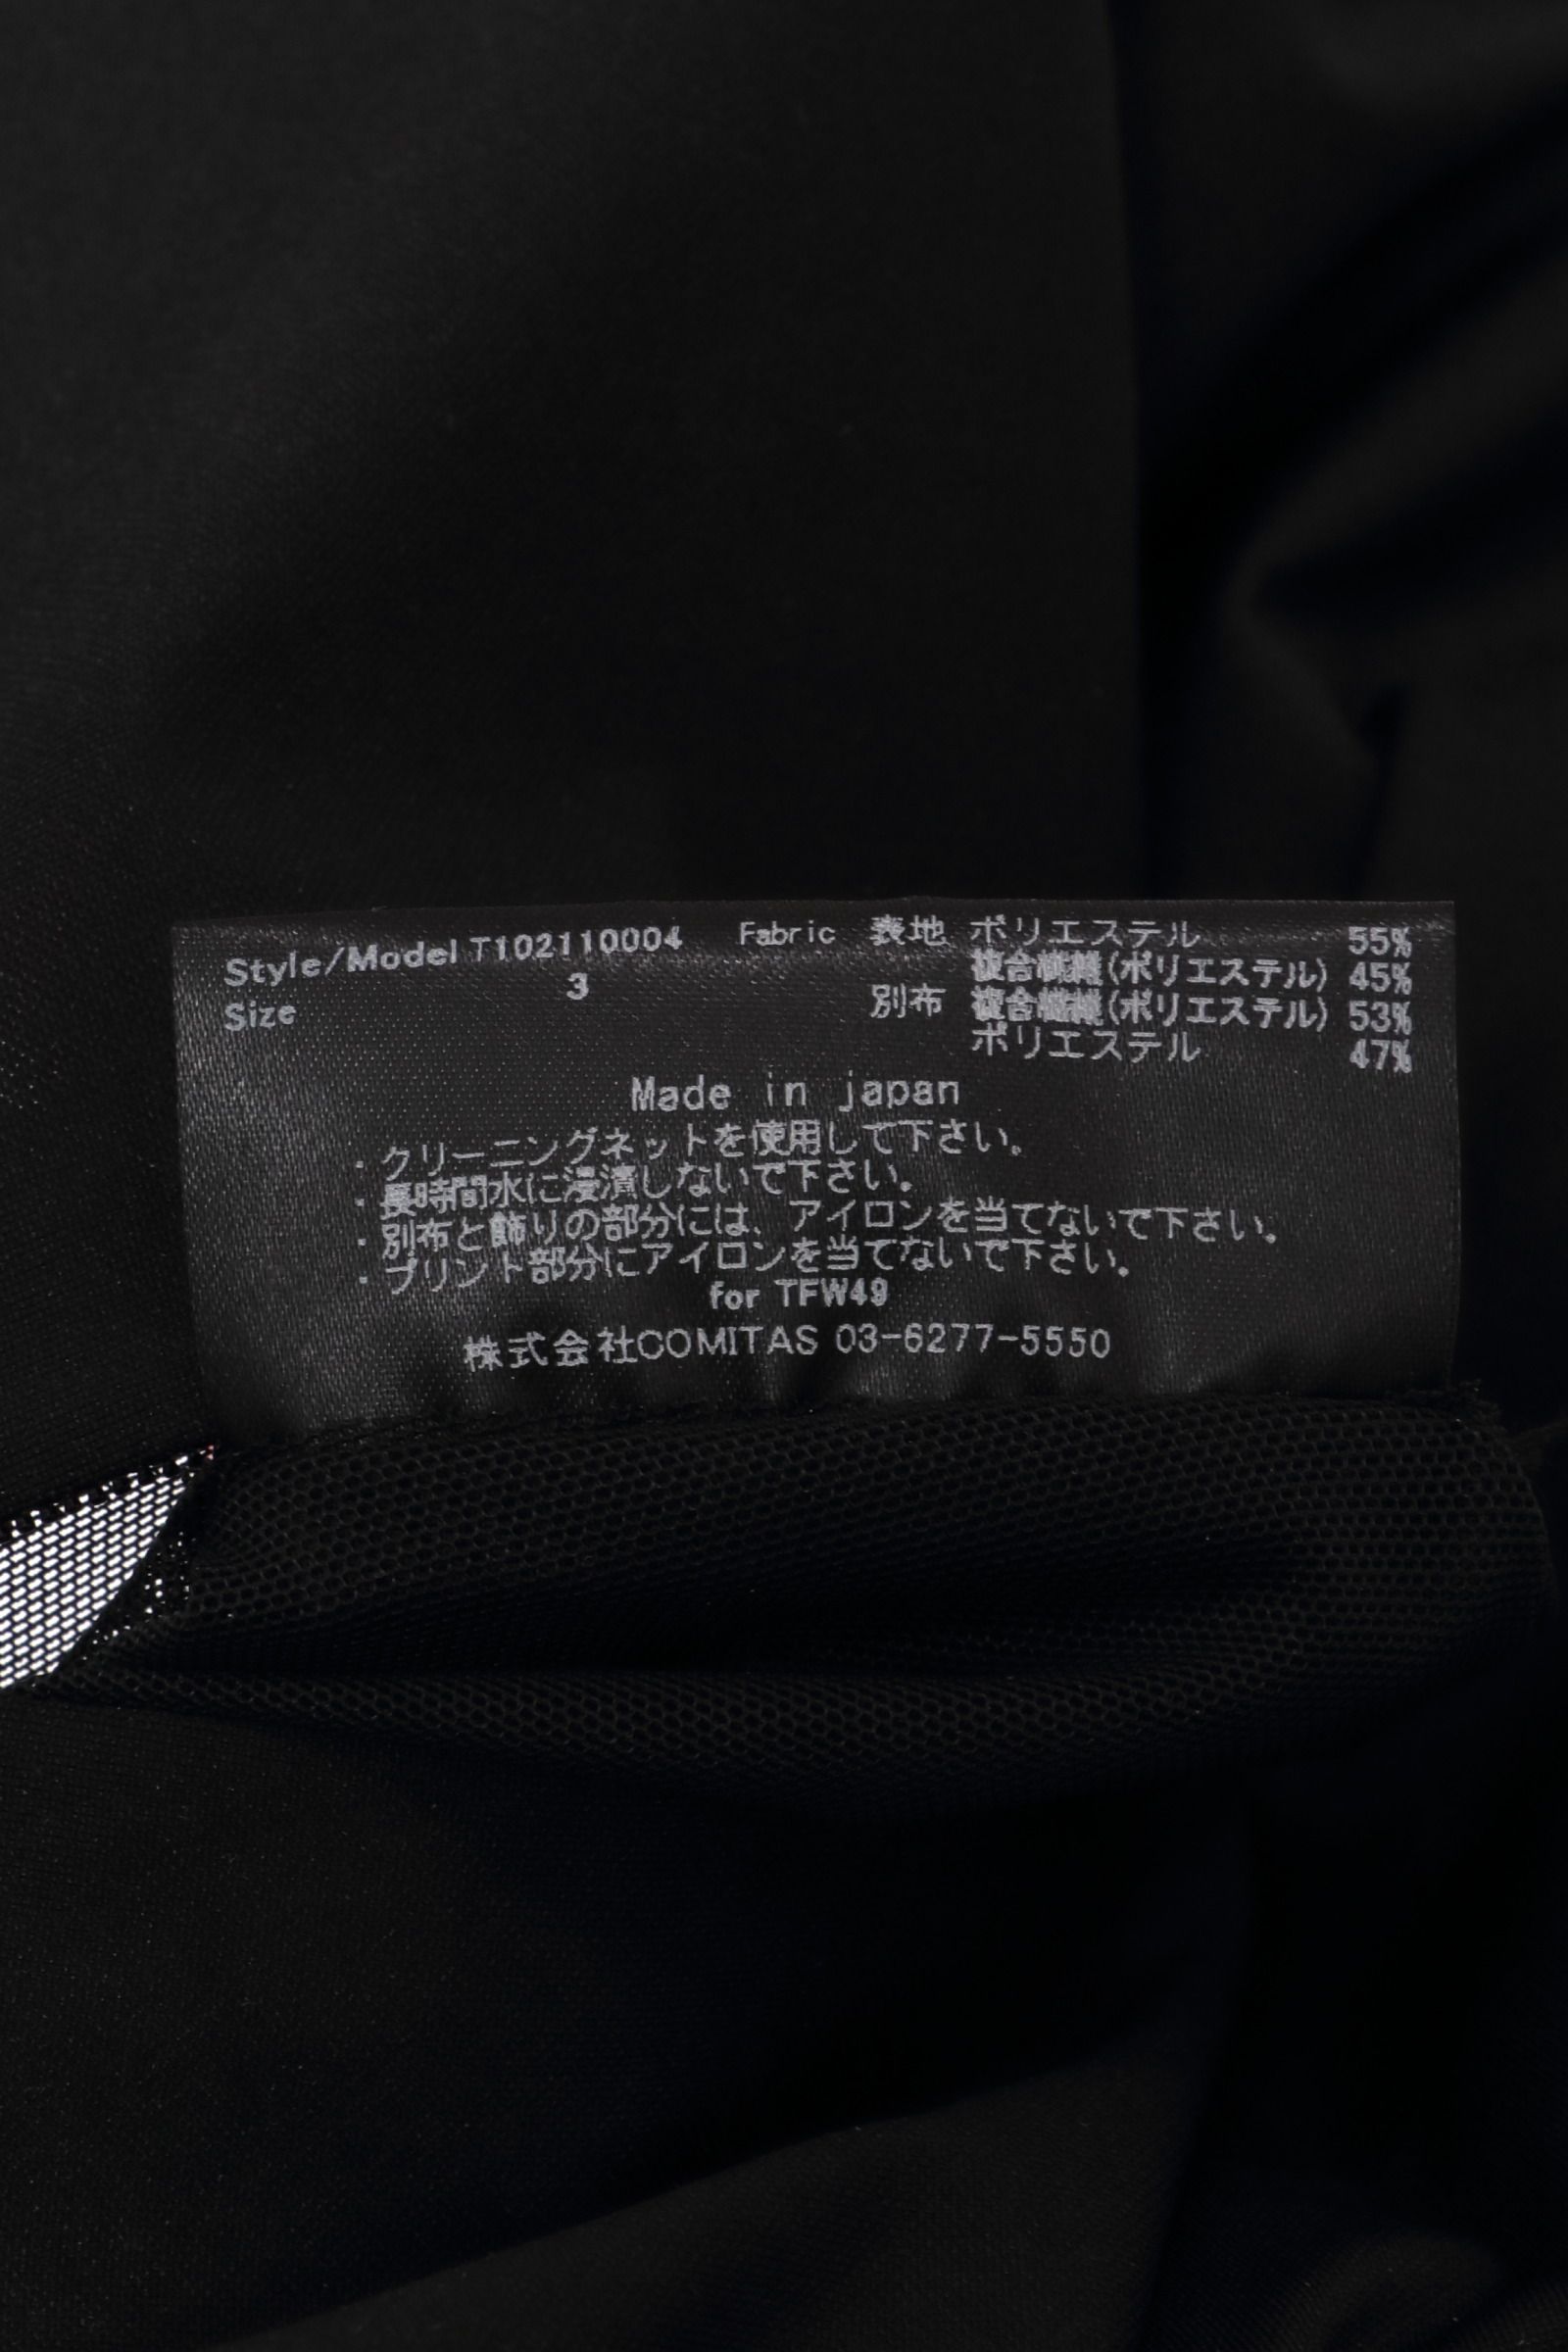 Style/Model T102110004 Fabric 表地 ポリエステル 55%
複合繊維(ポリエステル) 45%
Size 3 別布 複合繊維(ポリエステル) 53%
ポリエステル 47%
Made in japan
・クリーニングネットを使用して下さい。
・長時間水に浸漬しないで下さい。
・別布と飾りの部分には、アイロンを当てないで下さい。
・プリント部分にアイロンを当てないで下さい。
for TFW49
株式会社COMITAS 03-6277-5550